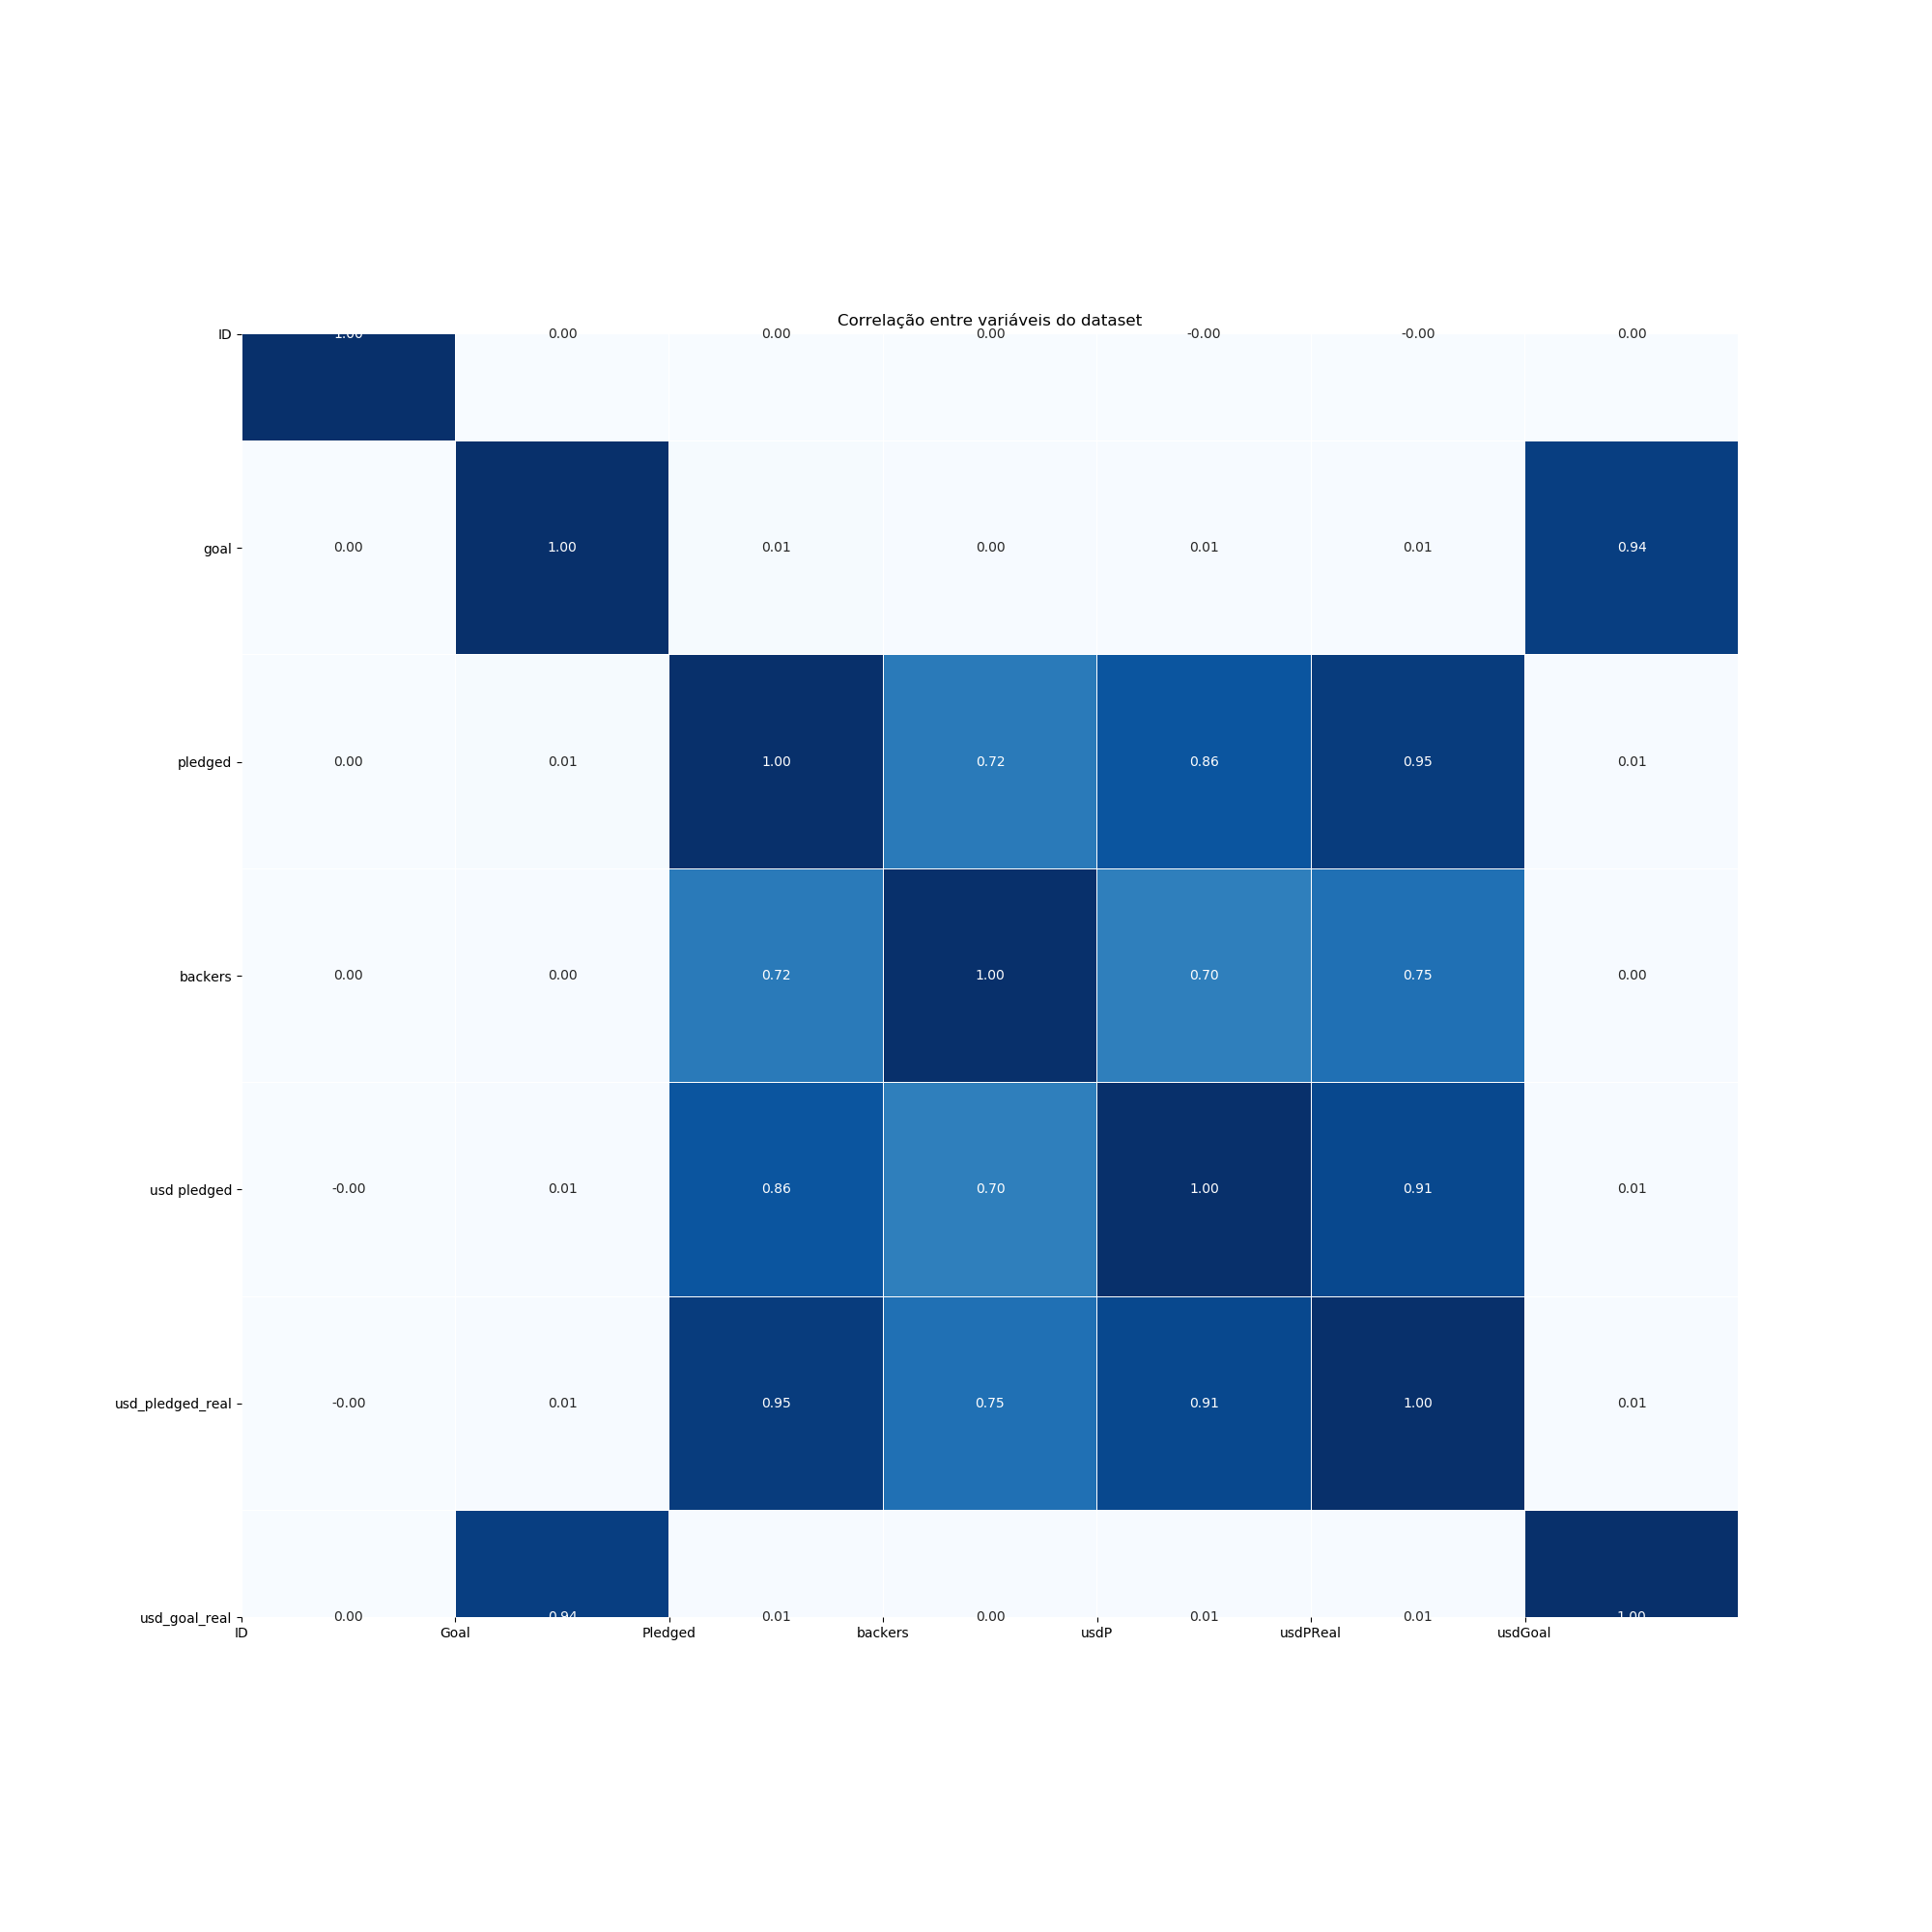 Correlação entre variáveis do dataset
ID 1.00 0.00 0.00 0.00 -0.00 -0.00 0.00
goal 0.00 1.00 0.01 0.00 0.01 0.01 0.94
pledged 0.00 0.01 1.00 0.72 0.86 0.95 0.01
backers 0.00 0.00 0.72 1.00 0.70 0.75 0.00
usd pledged -0.00 0.01 0.86 0.70 1.00 0.91 0.01
usd_pledged_real -0.00 0.01 0.95 0.75 0.91 1.00 0.01
usd_goal_real 0.00 0.94 0.01 0.00 0.01 0.01 1.00
ID Goal Pledged backers usdP usdPReal usdGoal